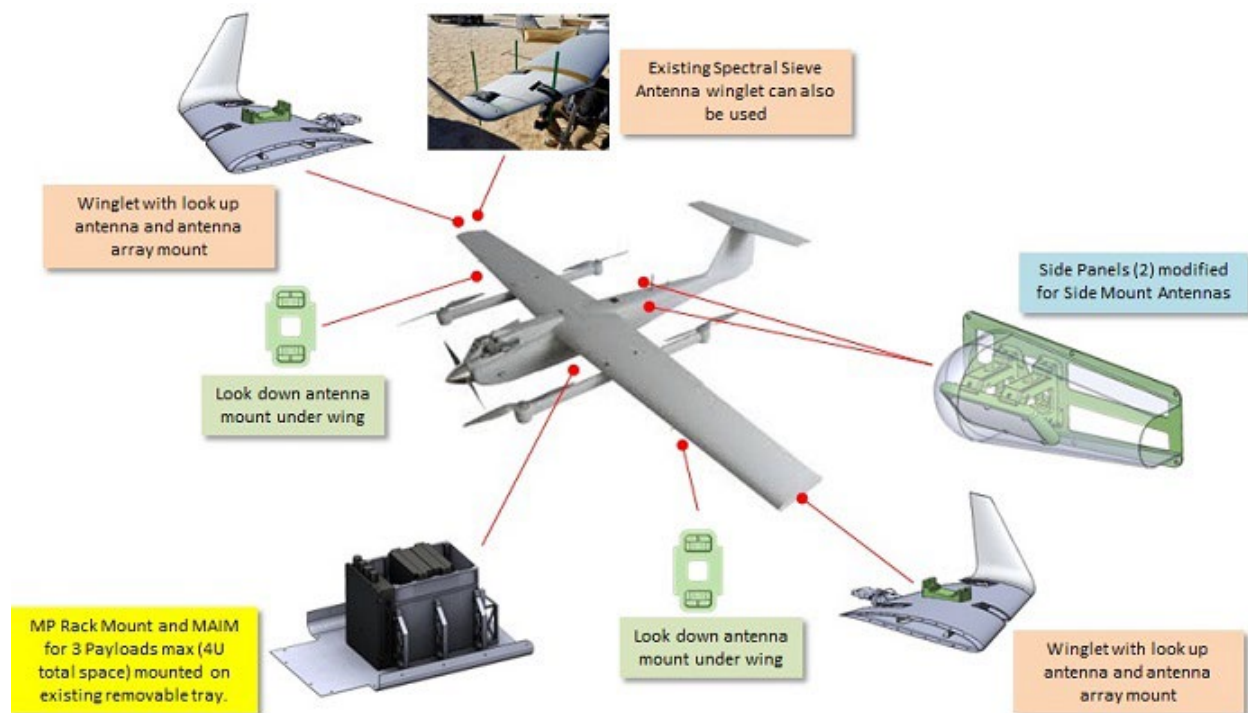 Existing Spectral Sieve
Antenna winglet can also
be used
Winglet with look up
antenna and antenna
array mount
Side Panels (2) modified
for Side Mount Antennas
Look down antenna
mount under wing
MP Rack Mount and MAIM
for 3 Payloads max (4U
total space) mounted on
existing removable tray.
Look down antenna
mount under wing
Winglet with look up
antenna and antenna
array mount